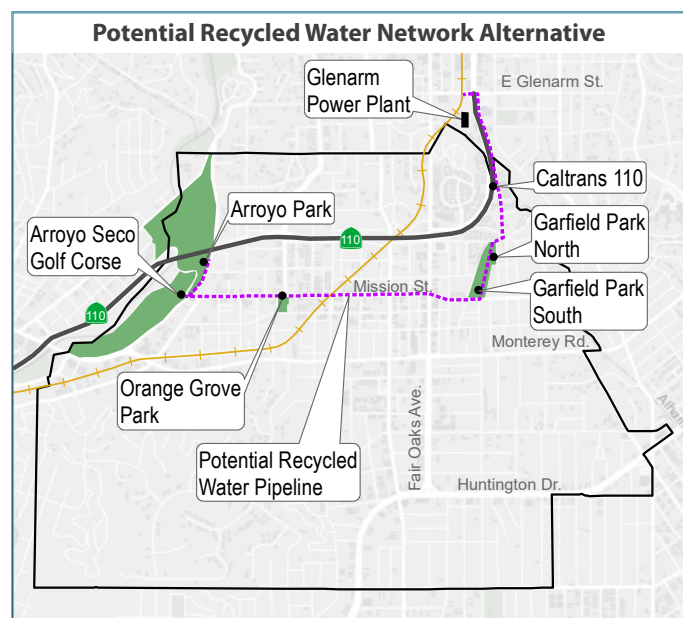 Potential Recycled Water Network Alternative
Glenarm
Power Plant
E Glenarm St.
Caltrans 110
Arroyo Park
Arroyo Seco
Golf Corse
Garfield Park
North
110
Mission St.
Garfield Park
South
110
Monterey Rd.
Orange Grove
Park
Fair Oaks Ave.
Potential Recycled
Water Pipeline
Huntington Dr.